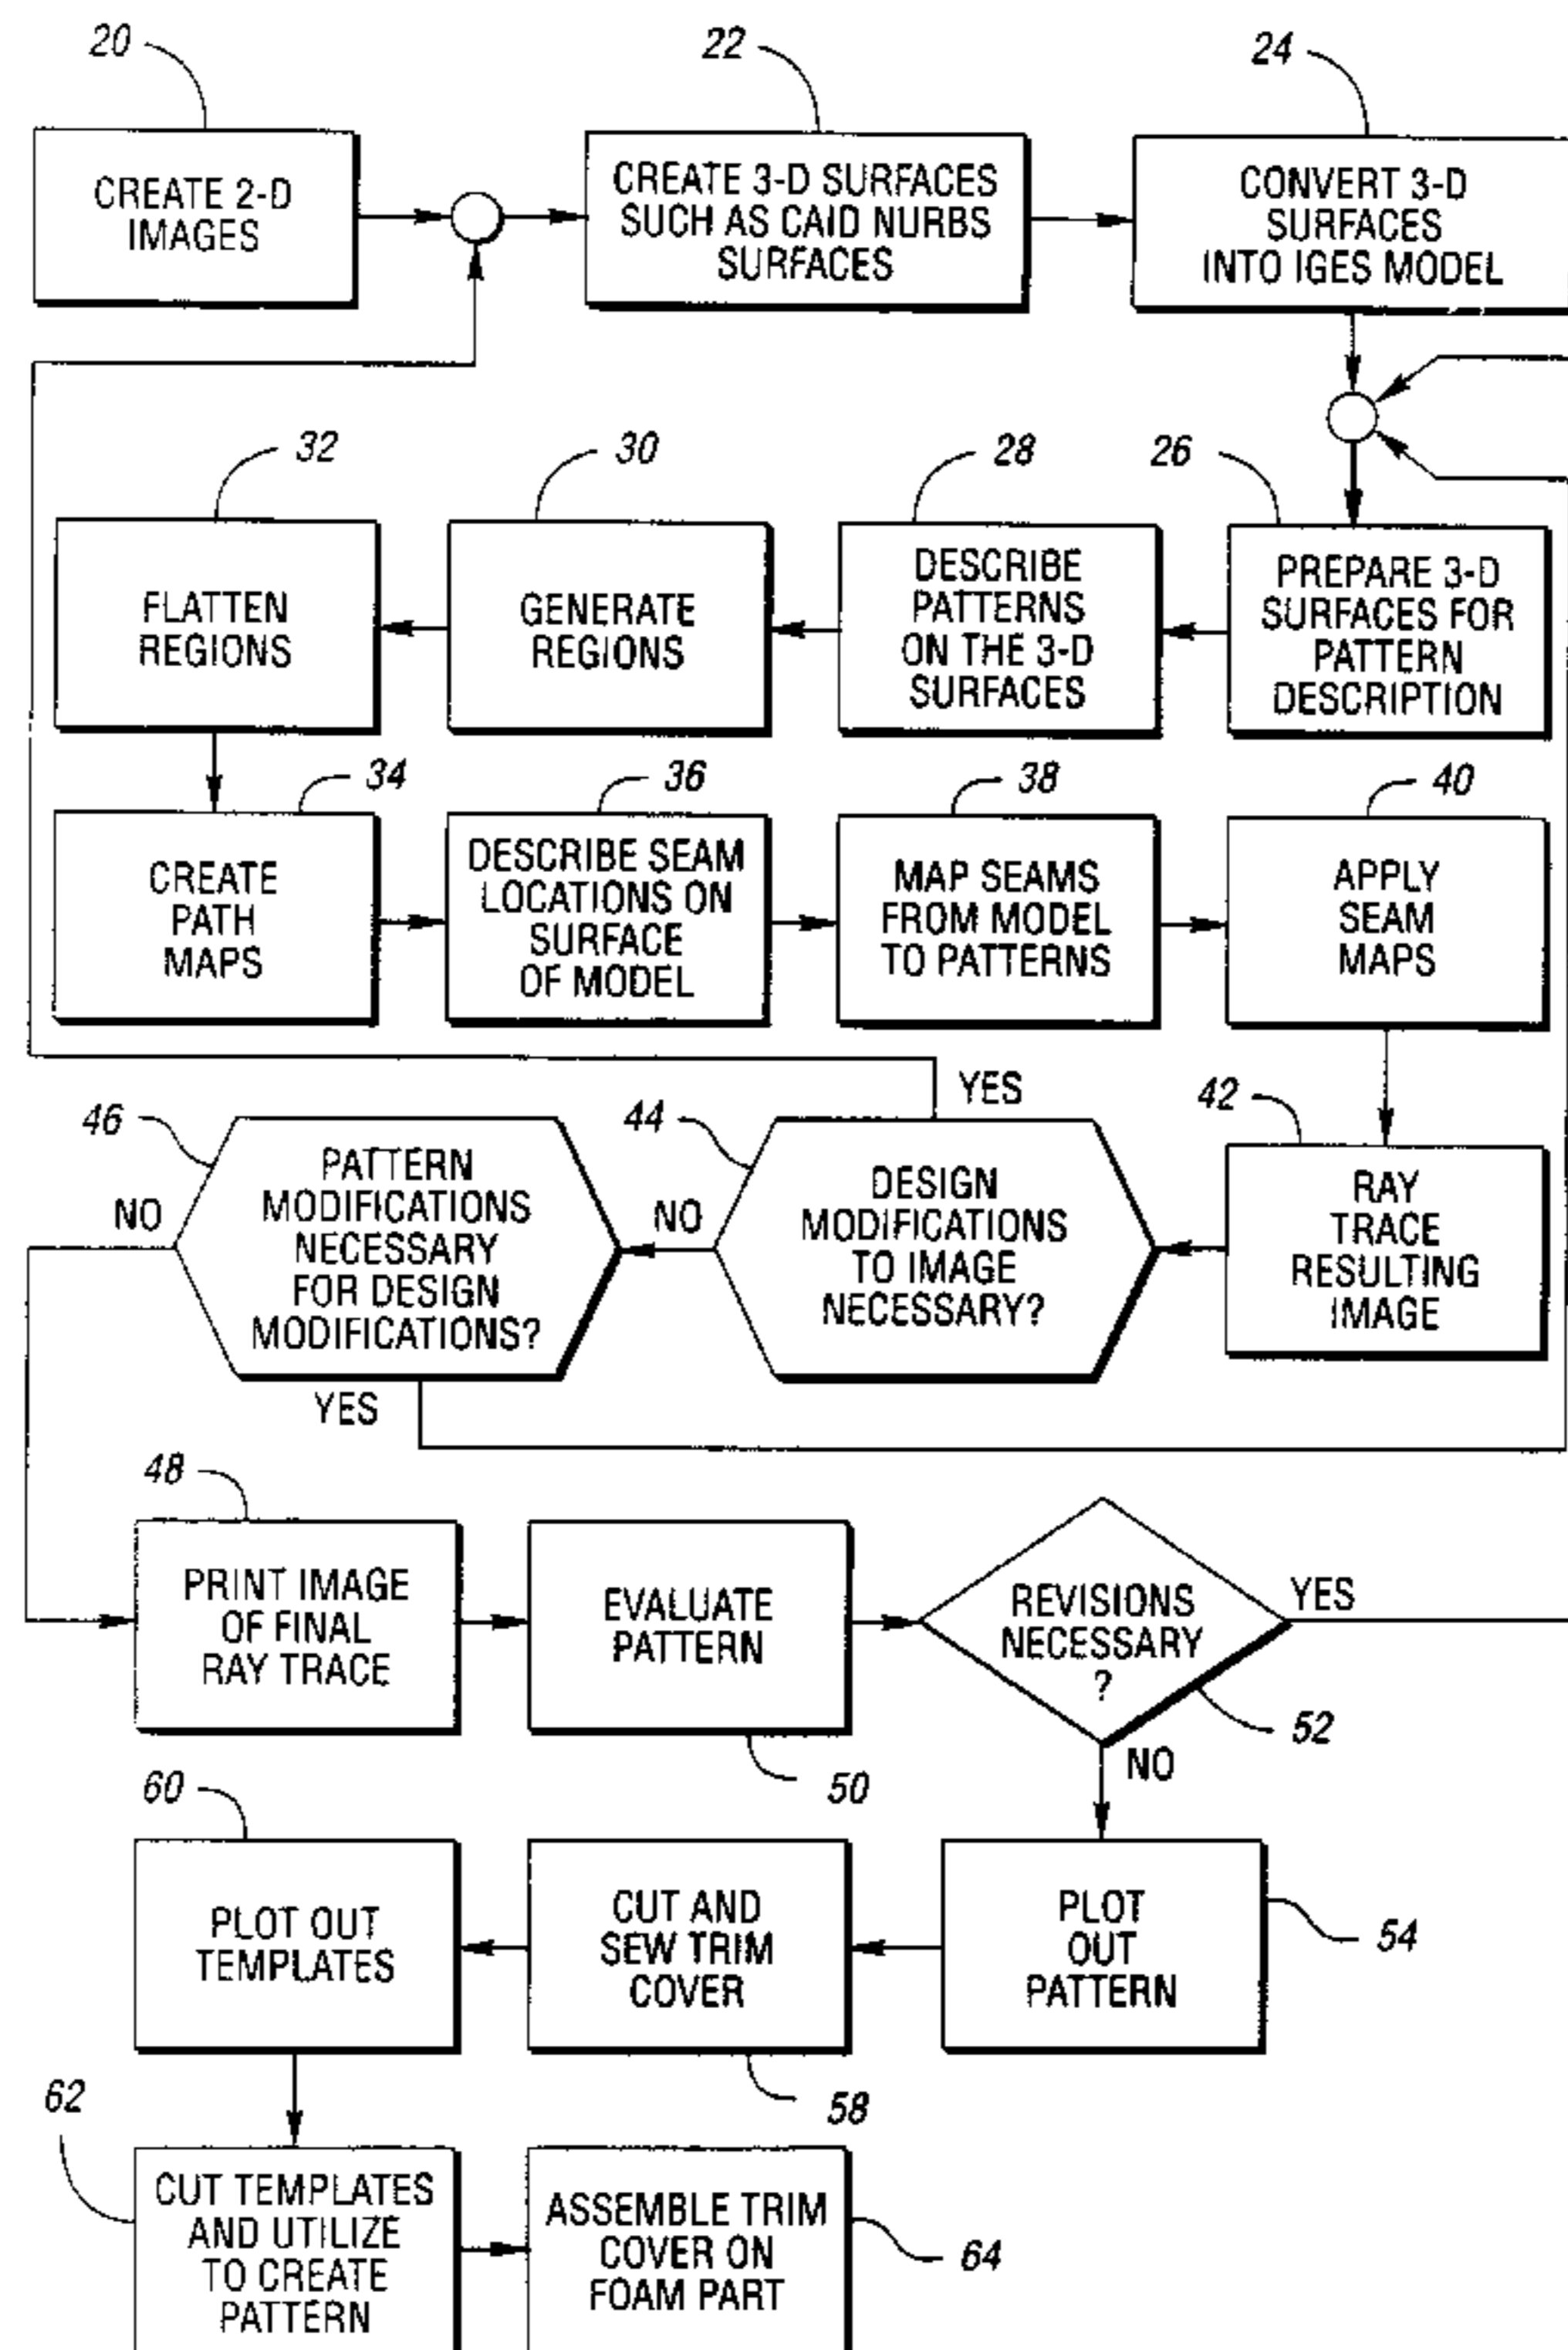 20
22
24
CREATE 2-D
IMAGES
CREATE 3-D SURFACES
SUCH AS CAID NURBS
SURFACES
CONVERT 3-D
SURFACES
INTO IGES MODEL
32
30
28
26
FLATTEN
REGIONS
GENERATE
REGIONS
DESCRIBE
PATTERNS
ON THE 3-D
SURFACES
PREPARE 3-D
SURFACES FOR
PATTERN
DESCRIPTION
34
36
38
40
CREATE
PATH
MAPS
DESCRIBE SEAM
LOCATIONS ON
SURFACE
OF MODEL
MAP SEAMS
FROM MODEL
TO PATTERNS
APPLY
SEAM
MAPS
46
44
YES
42
NO
PATTERN
MODIFICATIONS
NECESSARY
FOR DESIGN
MODIFICATIONS?
NO
DESIGN
MODIFICATIONS
TO IMAGE
NECESSARY?
RAY
TRACE
RESULTING
IMAGE
YES
48
PRINT IMAGE
OF FINAL
RAY TRACE
EVALUATE
PATTERN
REVISIONS
NECESSARY
?
YES
52
NO
50
60
PLOT OUT
TEMPLATES
CUT AND
SEW TRIM
COVER
PLOT
OUT
PATTERN
54
58
62
CUT TEMPLATES
AND UTILIZE
TO CREATE
PATTERN
ASSEMBLE TRIM
COVER ON
FOAM PART
64